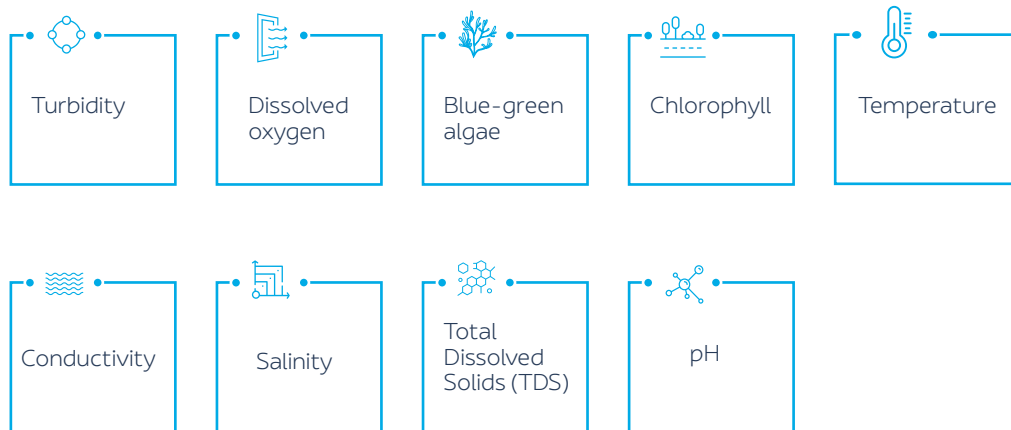 Turbidity
Dissolved
oxygen
Blue-green
algae
Chlorophyll
Temperature
Conductivity
Salinity
Total
Dissolved
Solids (TDS)
pH